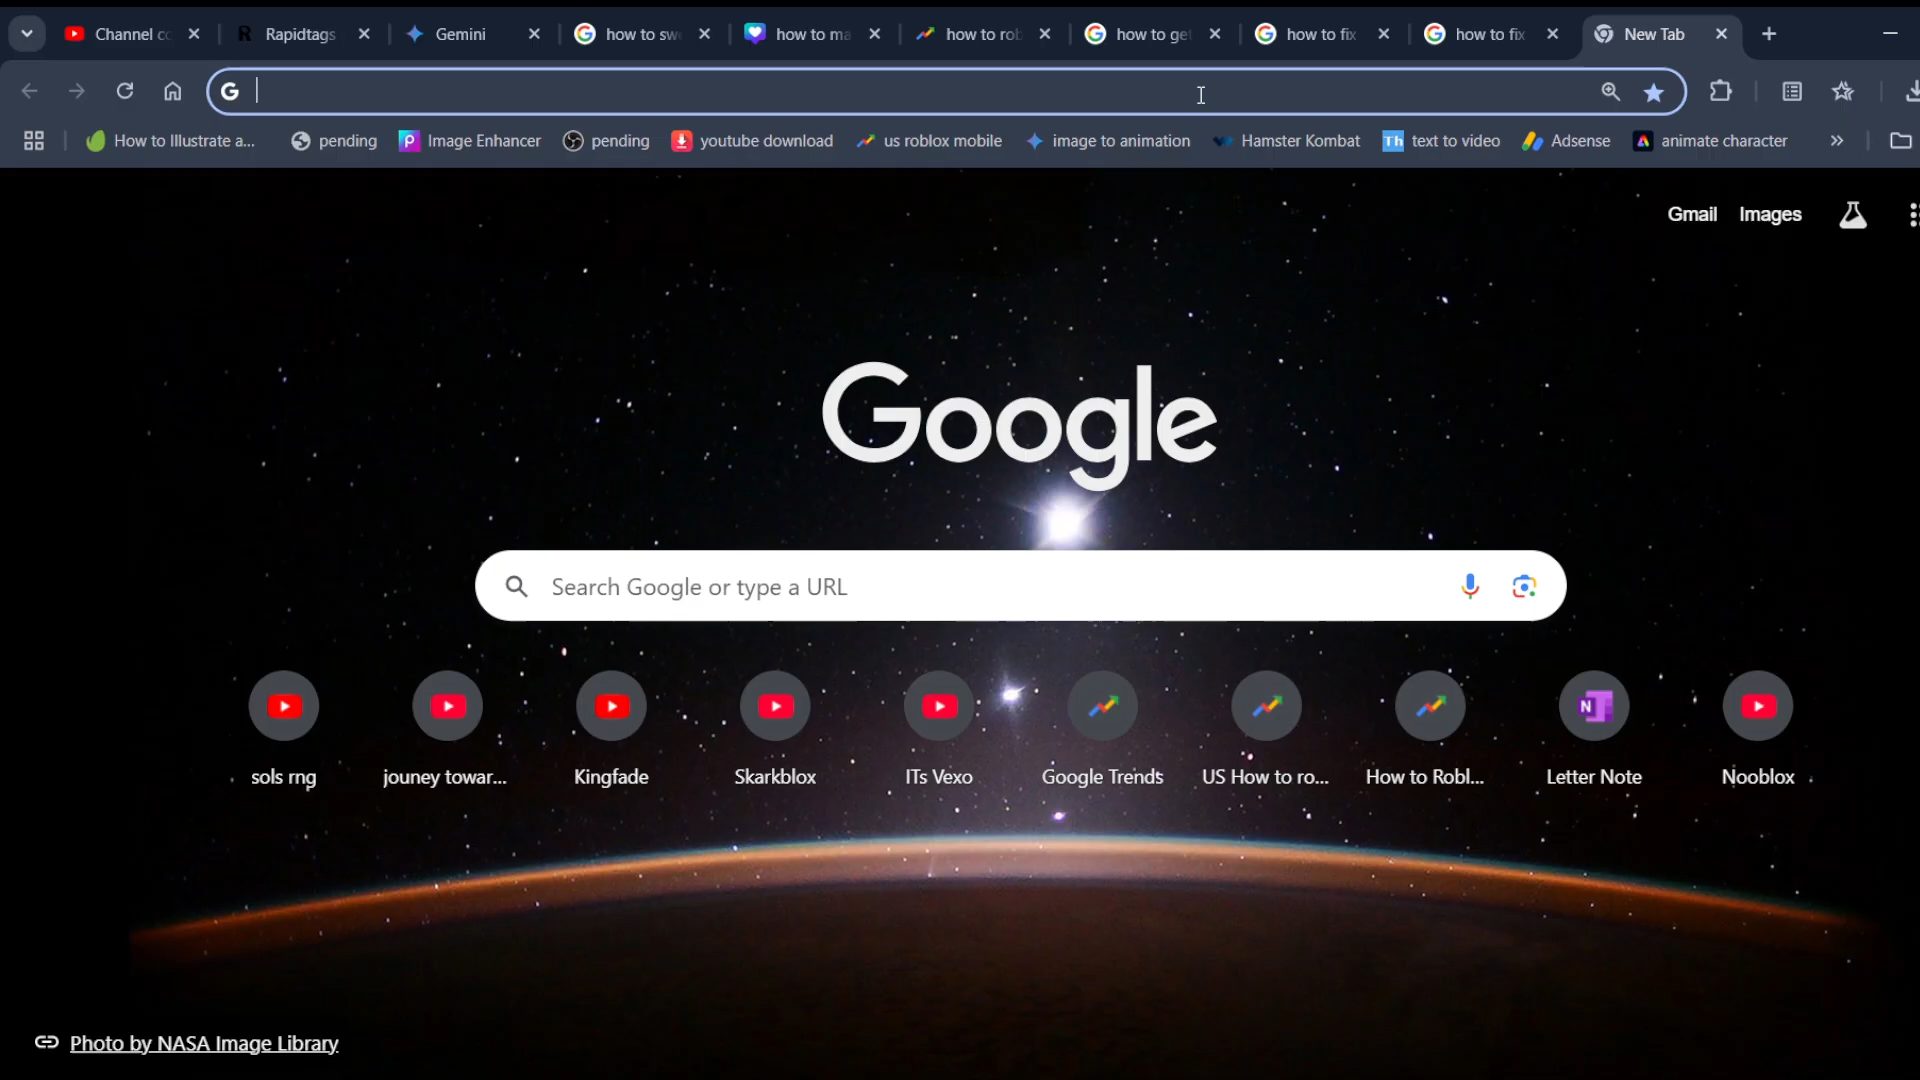 Channel co
Rapidtags
Gemini
how to sw
how to ma
how to rob
how to get
how to fix
how to fix
New Tab
How to Illustrate a...
pending
Image Enhancer
pending
youtube download
us roblox mobile
image to animation
Hamster Kombat
Th
text to video
Adsense
animate character
Gmail
Images
Google
Search Google or type a URL
sols rng
jouney towar...
Kingfade
Skarkblox
ITs Vexo
Google Trends
US How to ro...
How to Robl...
Letter Note
Nooblox
Photo by NASA Image Library